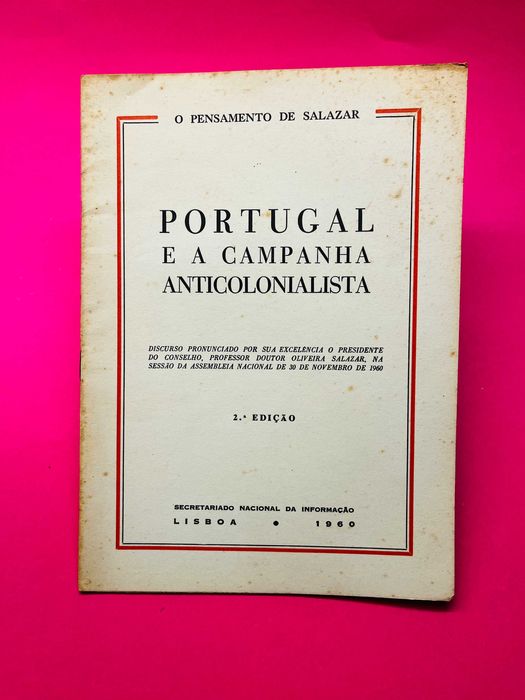 O PENSAMENTO DE SALAZAR
PORTUGAL
E A CAMPANHA
ANTICOLONIALISTA
DISCURSO PRONUNCIADO POR SUA EXCELÊNCIA O PRESIDENTE
DO CONSELHO, PROFESSOR DOUTOR OLIVEIRA SALAZAR, NA
SESSÃO DA ASSEMBLEIA NACIONAL DE 30 DE NOVEMBRO DE 1960
2.ª EDIÇÃO
SECRETARIADO NACIONAL DA INFORMAÇÃO
LISBOA • 1960